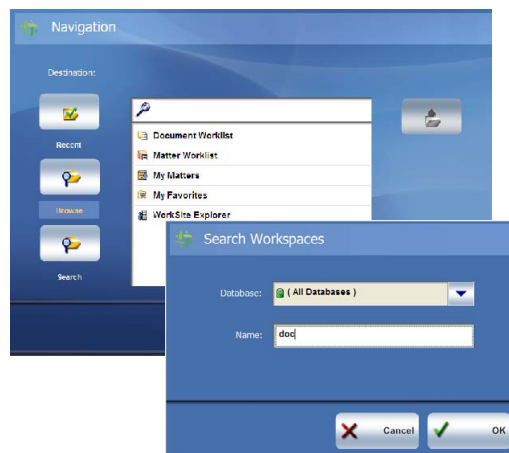 Navigation
Destination:
Recent
Document Worklist
Matter Worklist
My Matters
My Favorites
Browse
WorkSite Explorer
Search
Search Workspaces
Database:
( All Databases )
Name:
doc
Cancel
OK